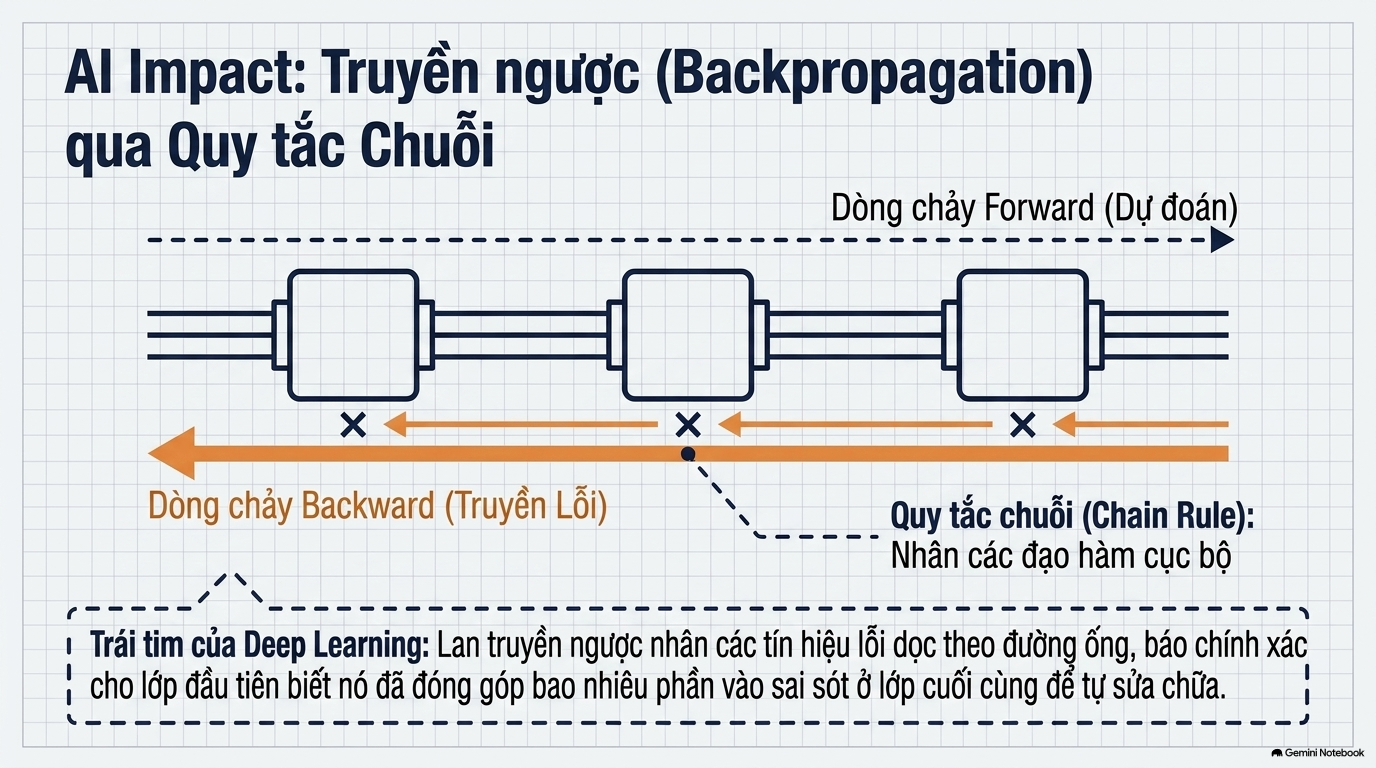 AI Impact: Truyền ngược (Backpropagation)
qua Quy tắc Chuỗi
Dòng chảy Forward (Dự đoán)
Dòng chảy Backward (Truyền Lỗi)
Quy tắc chuỗi (Chain Rule):
Nhân các đạo hàm cục bộ
Trái tim của Deep Learning: Lan truyền ngược nhân các tín hiệu lỗi dọc theo đường ống, báo chính xác
cho lớp đầu tiên biết nó đã đóng góp bao nhiêu phần vào sai sót ở lớp cuối cùng để tự sửa chữa.
Gemini Notebook